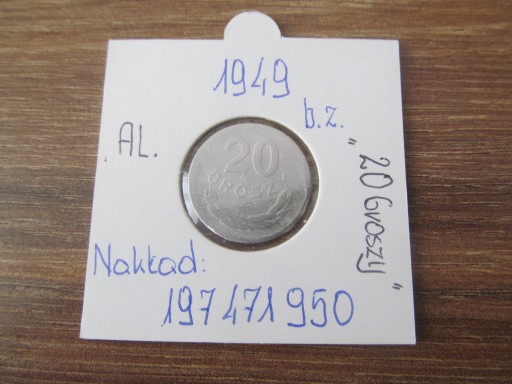 1949
b.z.
AL.
20
GROSZY
"20 Groszy"
Nakład:
197 471 950